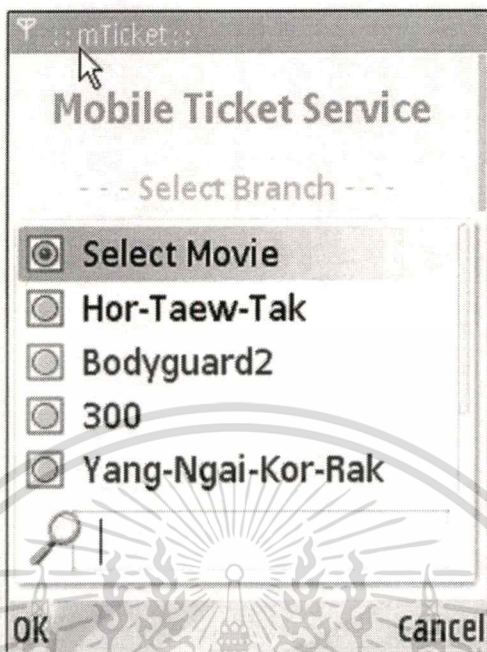 ::mTicket::
Mobile Ticket Service
- - - Select Branch - - -
Select Movie
Hor-Taew-Tak
Bodyguard2
300
Yang-Ngai-Kor-Rak
OK
Cancel